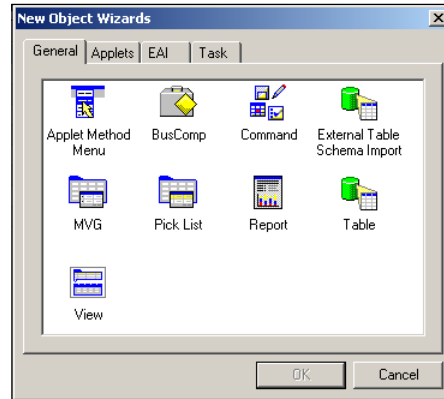 New Object Wizards
General Applets EAI Task
Applet Method Menu
BusComp
Command
External Table Schema Import
MVG
Pick List
Report
Table
View
OK Cancel